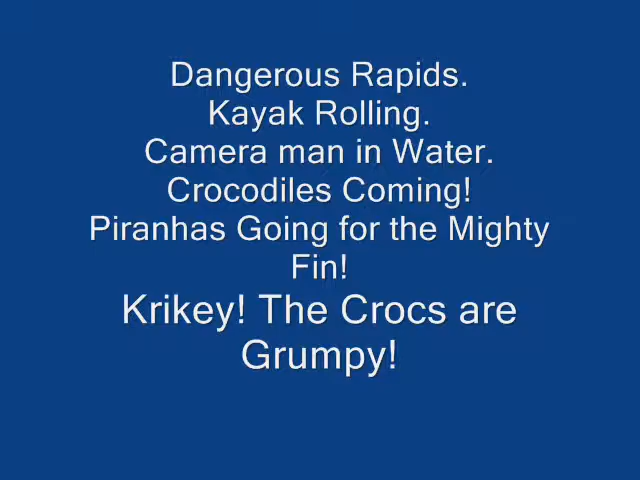 Dangerous Rapids.
Kayak Rolling.
Camera man in Water.
Crocodiles Coming!
Piranhas Going for the Mighty
Fin!
Krikey! The Crocs are
Grumpy!